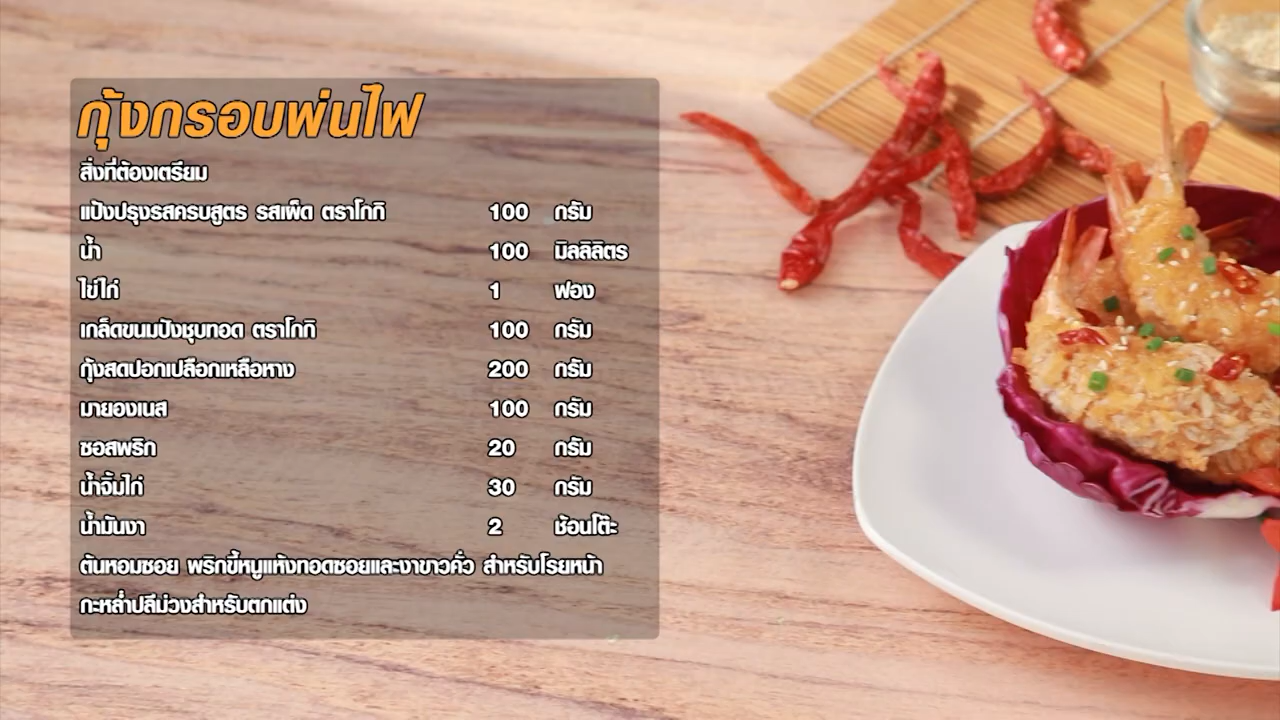 กุ้งกรอบพ่นไฟ
สิ่งที่ต้องเตรียม
แป้งปรุงรสครบสูตร รสเผ็ด ตราโกกิ 100 กรัม
น้ำ 100 มิลลิลิตร
ไข่ไก่ 1 ฟอง
เกล็ดขนมปังชุบทอด ตราโกกิ 100 กรัม
กุ้งสดปอกเปลือกเหลือหาง 200 กรัม
มายองเนส 100 กรัม
ซอสพริก 20 กรัม
น้ำจิ้มไก่ 30 กรัม
น้ำมันงา 2 ช้อนโต๊ะ
ต้นหอมซอย พริกขี้หนูแห้งทอดซอยและงาขาวคั่ว สำหรับโรยหน้า
กะหล่ำปลีม่วงสำหรับตกแต่ง